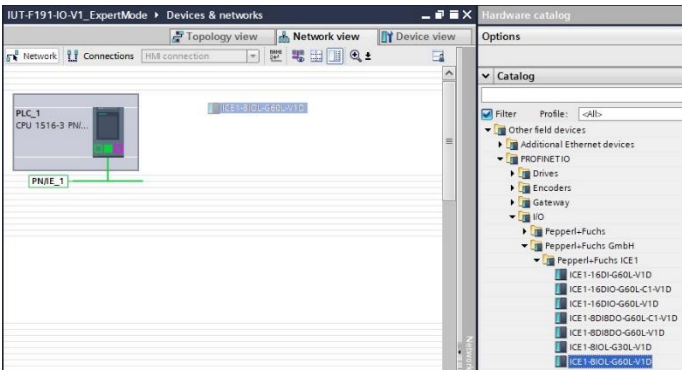 IUT-F191-IO-V1_ExpertMode ▸ Devices & networks
Topology view Network view Device view
Network Connections HMI connection
ICE1-8IOL-G60L-V1D
PLC_1
CPU 1516-3 PN/...
PN/IE_1
Network
Hardware catalog
Options
Catalog
Filter Profile: <All>
Other field devices
Additional Ethernet devices
PROFINET IO
Drives
Encoders
Gateway
I/O
Pepperl+Fuchs
Pepperl+Fuchs GmbH
Pepperl+Fuchs ICE1
ICE1-16DI-G60L-V1D
ICE1-16DIO-G60L-C1-V1D
ICE1-16DIO-G60L-V1D
ICE1-8DI8DO-G60L-C1-V1D
ICE1-8DI8DO-G60L-V1D
ICE1-8IOL-G30L-V1D
ICE1-8IOL-G60L-V1D